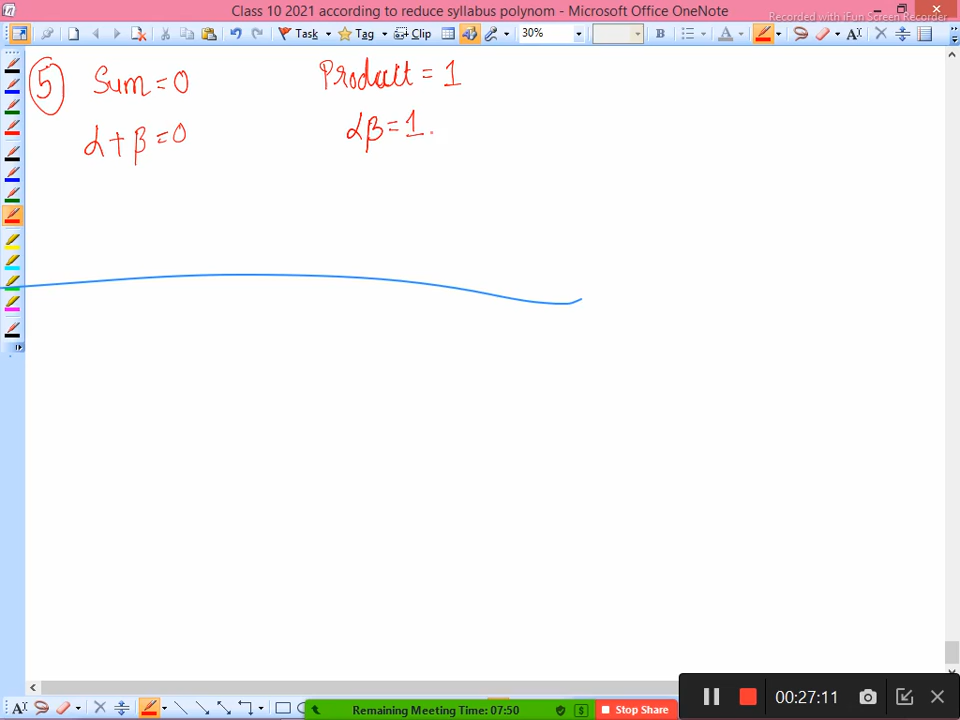 Class 10 2021 according to reduce syllabus polynom - Microsoft Office OneNote
Recorded with iFun Screen Recorder
Task Tag Clip 30% B A A
5 Sum = 0 Product = 1
α + β = 0 αβ = 1.
00:27:11
A Remaining Meeting Time: 07:50 $ Stop Share